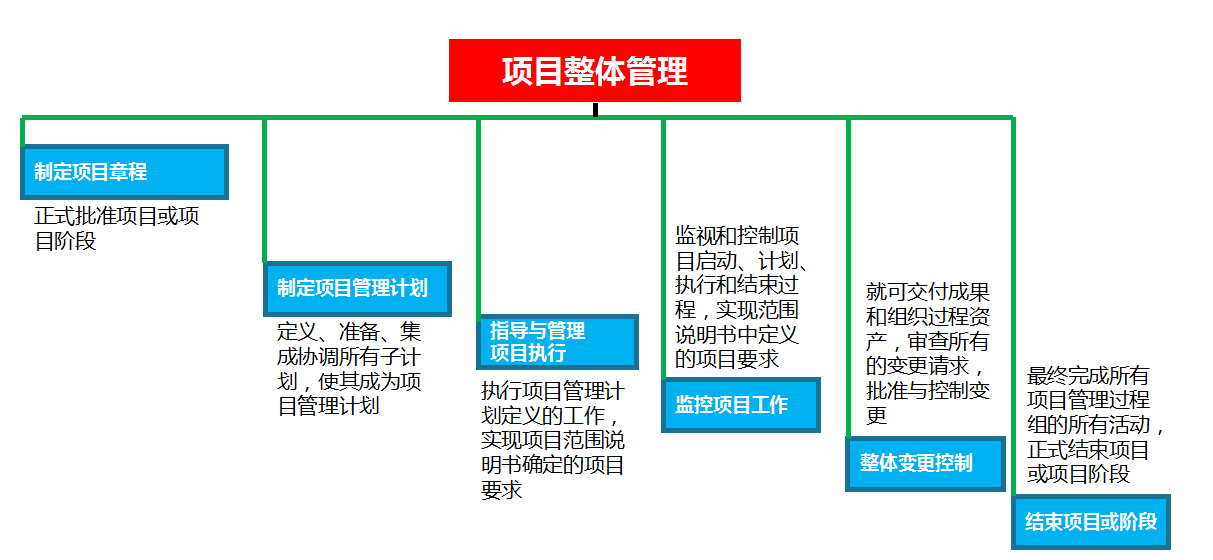 项目整体管理
制定项目章程
正式批准项目或项
目阶段
制定项目管理计划
定义、准备、集
成协调所有子计
划，使其成为项
目管理计划
指导与管理
项目执行
执行项目管理计
划定义的工作，
实现项目范围说
明书确定的项目
要求
监视和控制项
目启动、计划、
执行和结束过
程，实现范围
说明书中定义
的项目要求
监控项目工作
就可交付成果
和组织过程资
产，审查所有
的变更请求，
批准与控制变
更
整体变更控制
最终完成所有
项目管理过程
组的所有活动，
正式结束项目
或项目阶段
结束项目或阶段